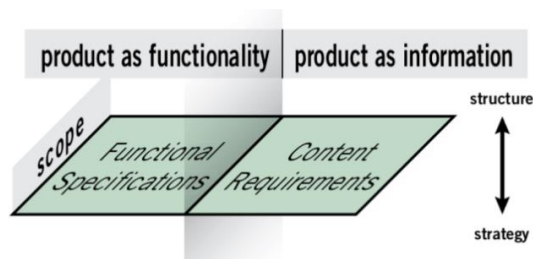 product as functionality
product as information
structure
scope
Functional
Specifications
Content
Requirements
strategy